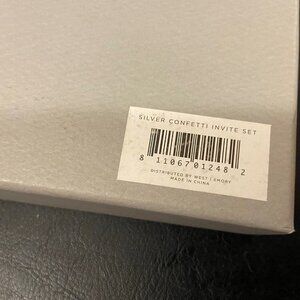 SILVER CONFETTI INVITE SET
8 11067 01248 2
DISTRIBUTED BY WEST | EMORY
MADE IN CHINA